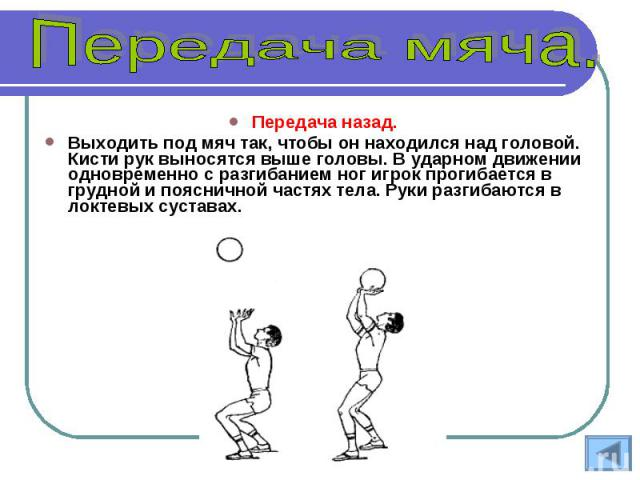 Передача мяча.
Передача назад.
Выходить под мяч так, чтобы он находился над головой.
Кисти рук выносятся выше головы. В ударном движении
одновременно с разгибанием ног игрок прогибается в
грудной и поясничной частях тела. Руки разгибаются в
локтевых суставах.
.ru